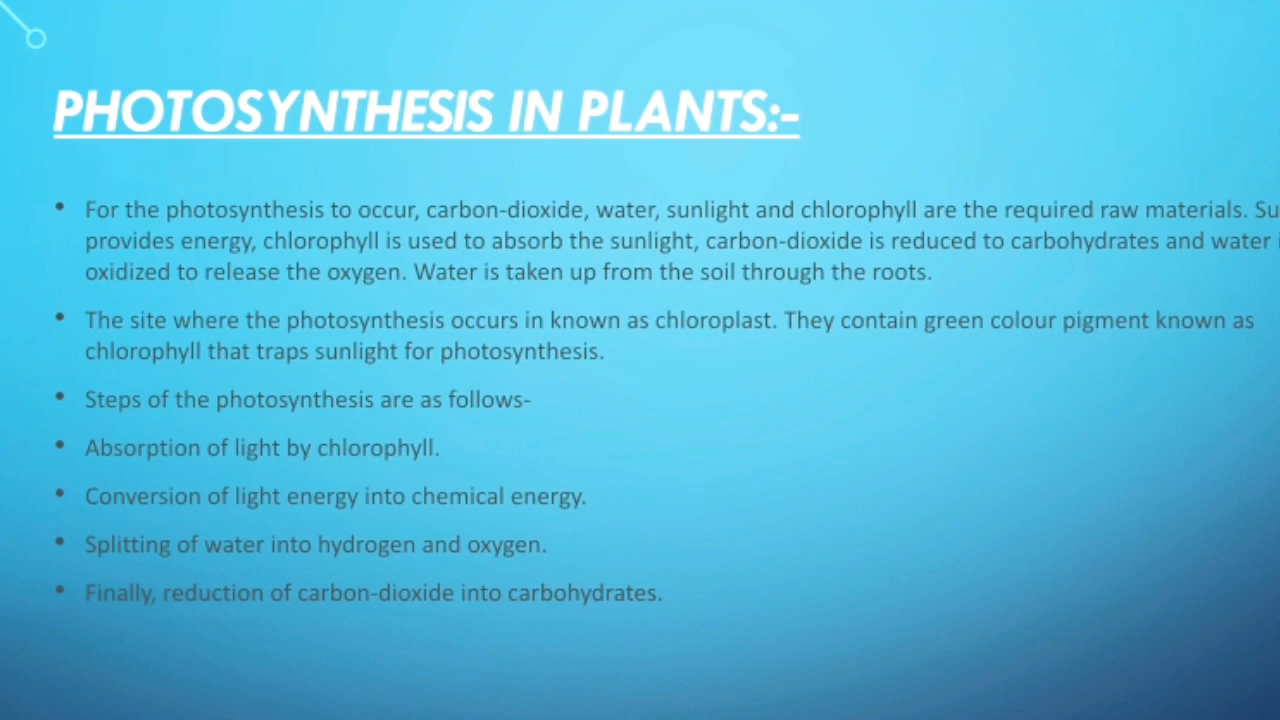 PHOTOSYNTHESIS IN PLANTS:-
• For the photosynthesis to occur, carbon-dioxide, water, sunlight and chlorophyll are the required raw materials.
provides energy, chlorophyll is used to absorb the sunlight, carbon-dioxide is reduced to carbohydrates and water
oxidized to release the oxygen. Water is taken up from the soil through the roots.
• The site where the photosynthesis occurs in known as chloroplast. They contain green colour pigment known as
chlorophyll that traps sunlight for photosynthesis.
• Steps of the photosynthesis are as follows-
• Absorption of light by chlorophyll.
• Conversion of light energy into chemical energy.
• Splitting of water into hydrogen and oxygen.
• Finally, reduction of carbon-dioxide into carbohydrates.